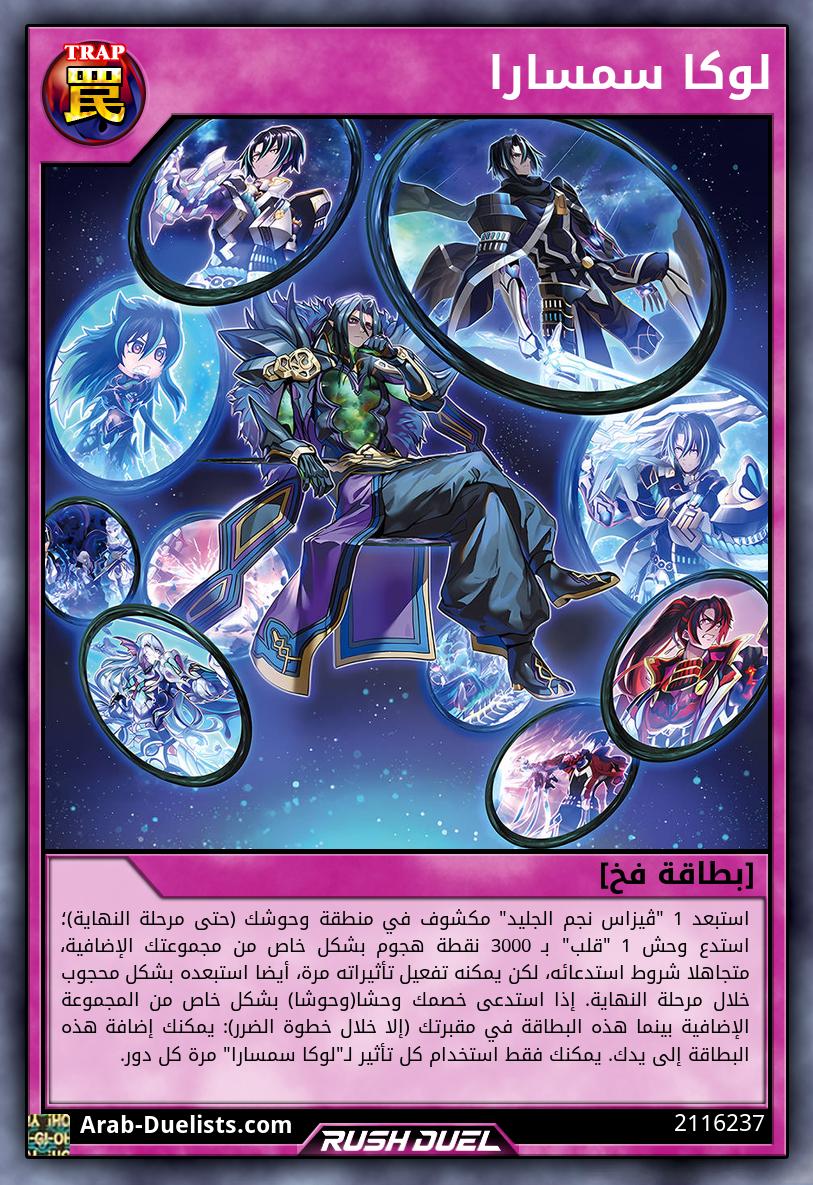 TRAP
罠
لوكا سمسارا
[بطاقة فخ]
استبعد 1 "ڤيزاس نجم الجليد" مكشوف في منطقة وحوشك (حتى مرحلة النهاية)؛
استدع وحش 1 "قلب" بـ 3000 نقطة هجوم بشكل خاص من مجموعتك الإضافية،
متجاهلا شروط استدعائه، لكن يمكنه تفعيل تأثيراته مرة، أيضا استبعده بشكل محجوب
خلال مرحلة النهاية. إذا استدعى خصمك وحشا(وحوشا) بشكل خاص من المجموعة
الإضافية بينما هذه البطاقة في مقبرتك (إلا خلال خطوة الضرر): يمكنك إضافة هذه
البطاقة إلى يدك. يمكنك فقط استخدام كل تأثير لـ"لوكا سمسارا" مرة كل دور.
Arab-Duelists.com
RUSH DUEL
2116237